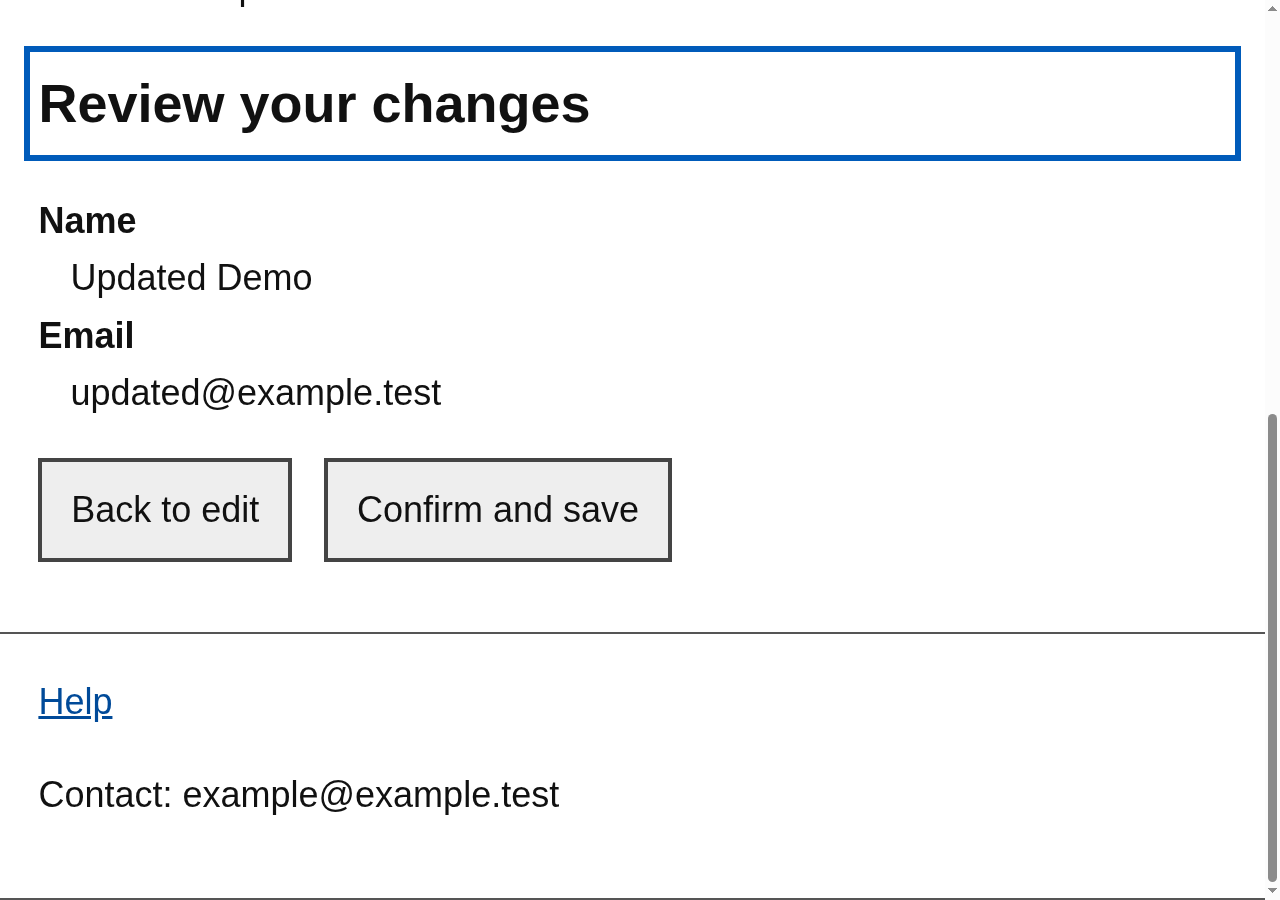 Review your changes
Name
Updated Demo
Email
updated@example.test
Back to edit
Confirm and save
Help
Contact: example@example.test